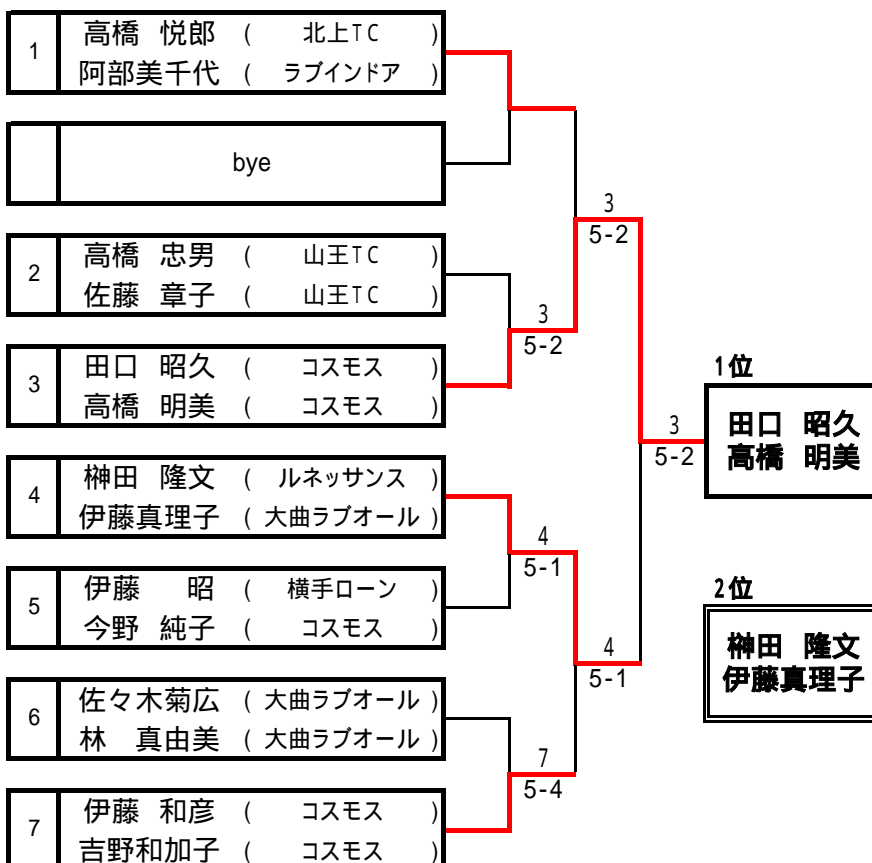 1 高橋 悦郎 ( 北上TC )
阿部美千代 ( ラブインドア )
bye
2 高橋 忠男 ( 山王TC )
佐藤 章子 ( 山王TC )
3 田口 昭久 ( コスモス )
高橋 明美 ( コスモス )
4 榊田 隆文 ( ルネッサンス )
伊藤真理子 ( 大曲ラブオール )
5 伊藤 昭 ( 横手ローン )
今野 純子 ( コスモス )
6 佐々木菊広 ( 大曲ラブオール )
林 真由美 ( 大曲ラブオール )
7 伊藤 和彦 ( コスモス )
吉野和加子 ( コスモス )
3
5-2
4
5-1
7
5-4
3
5-2
4
5-1
3
5-2
1位
田口 昭久
高橋 明美
2位
榊田 隆文
伊藤真理子